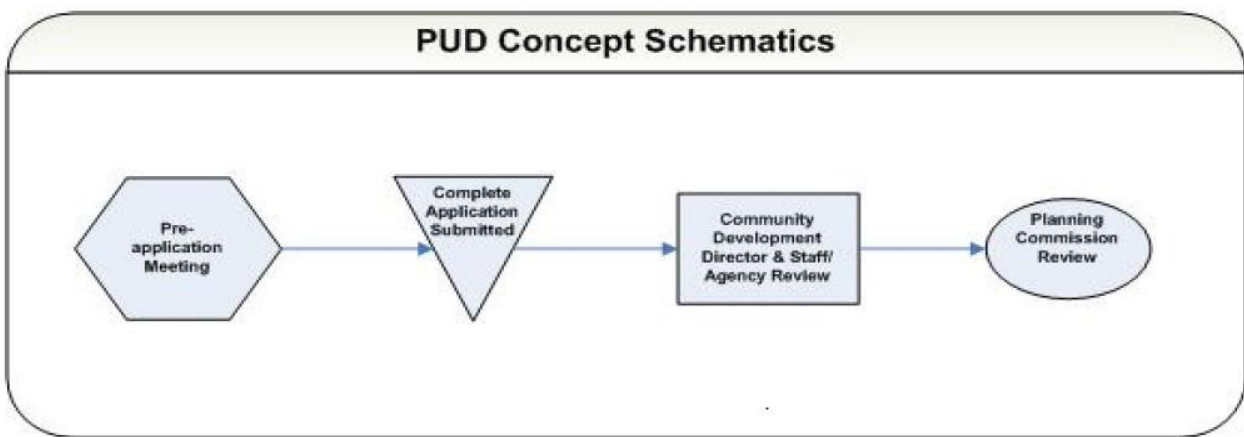 PUD Concept Schematics
Pre-
application
Meeting
Complete
Application
Submitted
Community
Development
Director & Staff/
Agency Review
Planning
Commission
Review